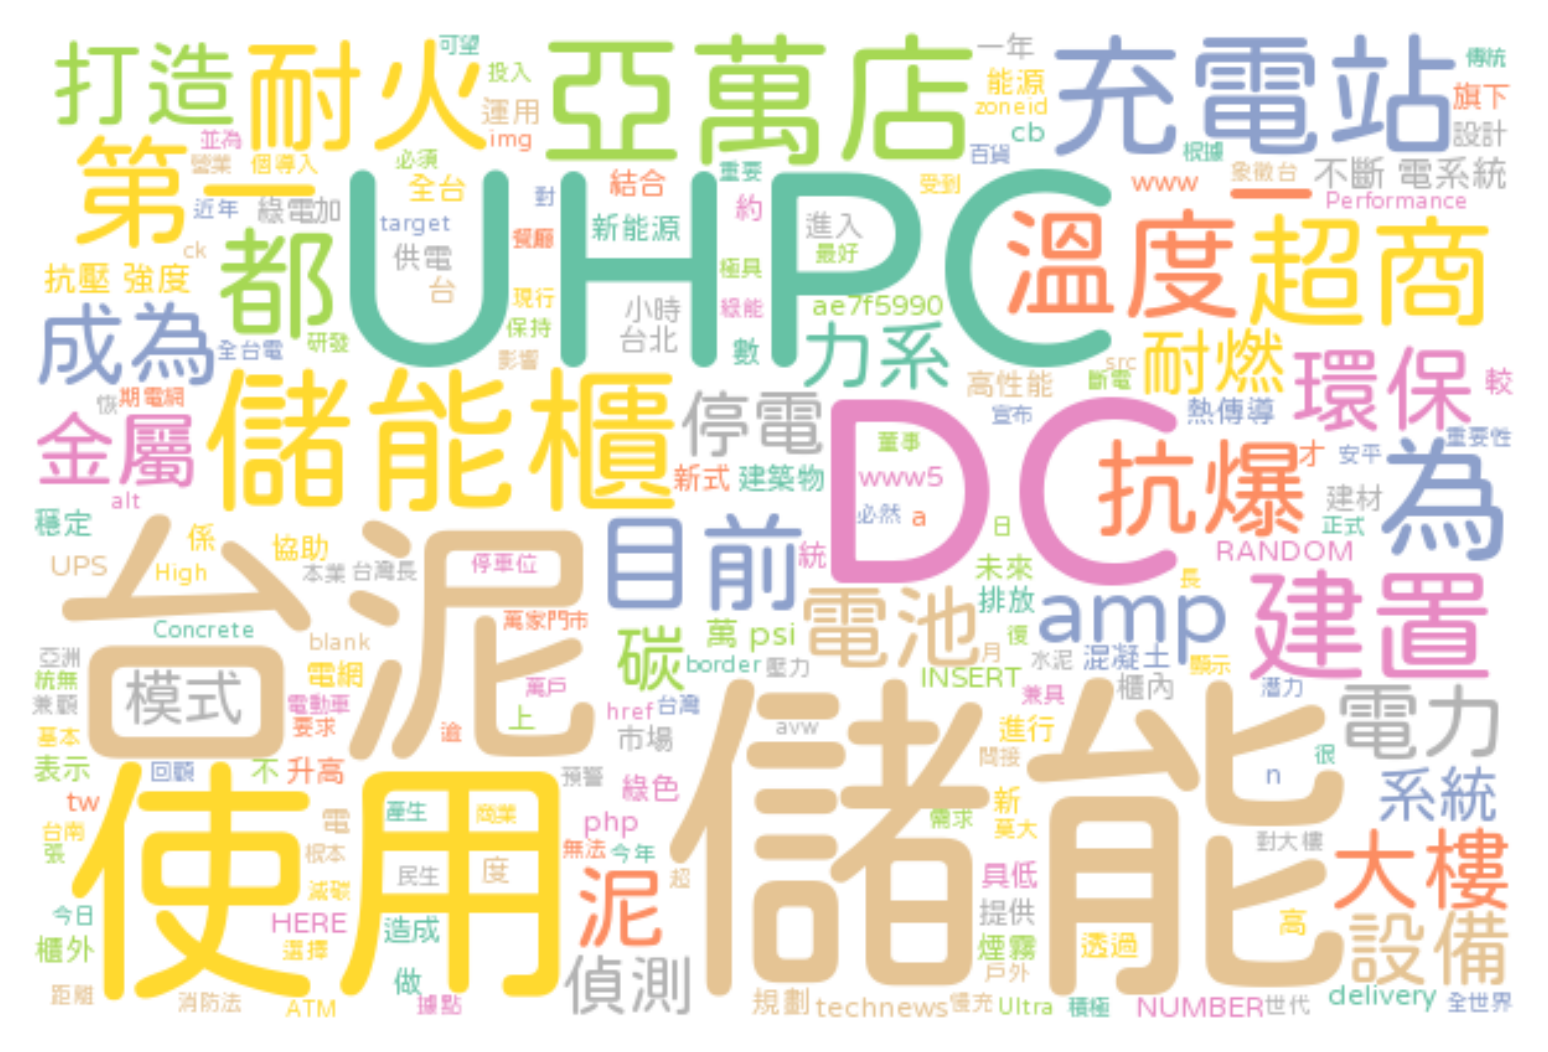 打造
耐火
可望
投入
運用
img
亞萬店
一年
能源
zoneid
cb
百貨
充電站
傳統
旗下
設計
根據
第一
並為
營業
個導入
必須
全台
近年
綠電加
target
對
餐廳
結合
新能源
重要
約
進入
最好
受到
www
象徵台
不斷
電系統
Performance
UHPC
二
ck
抗壓
強度
都
供電
台
現行
保持
影響
小時
台北
極具
綠能
數
ae7f5990
力系
溫度
超商
成為
全台電
研發
期電網
恢
金屬
alt
儲能櫃
停電
新式
建築物
高性能
宣布
src
斷電
耐燃
熱傳導
環保
較
重要性
DC
董事
www5
必然
a
抗爆
才
安平
建材
正式
為
穩定
UPS
係
High
協助
本業
台灣長
停車位
目前
統
日
未來
排放
RANDOM
長
台泥
Concrete
blank
萬家門市
碳
萬
psi
電池
amp
建置
亞洲
統無
兼顧
模式
電網
電動車
要求
萬戶
上
逾
border
壓力
href
台灣
市場
月
復
水泥
混凝土
顯示
INSERT
兼具
櫃內
潛力
電力
基本
表示
回顧
不
升高
預警
綠色
avw
進行
間接
很
n
系統
tw
台南
張
使用
電
根本
減碳
產生
商業
民生
度
php
無法
今年
泥
超
儲能
新
莫大
需求
對大樓
大樓
今日
櫃外
HERE
選擇
造成
做
具低
提供
煙霧
戶外
透過
高
設備
距離
消防法
ATM
據點
偵測
規劃
technews
慢充
Ultra
積極
NUMBER
世代
delivery
全世界